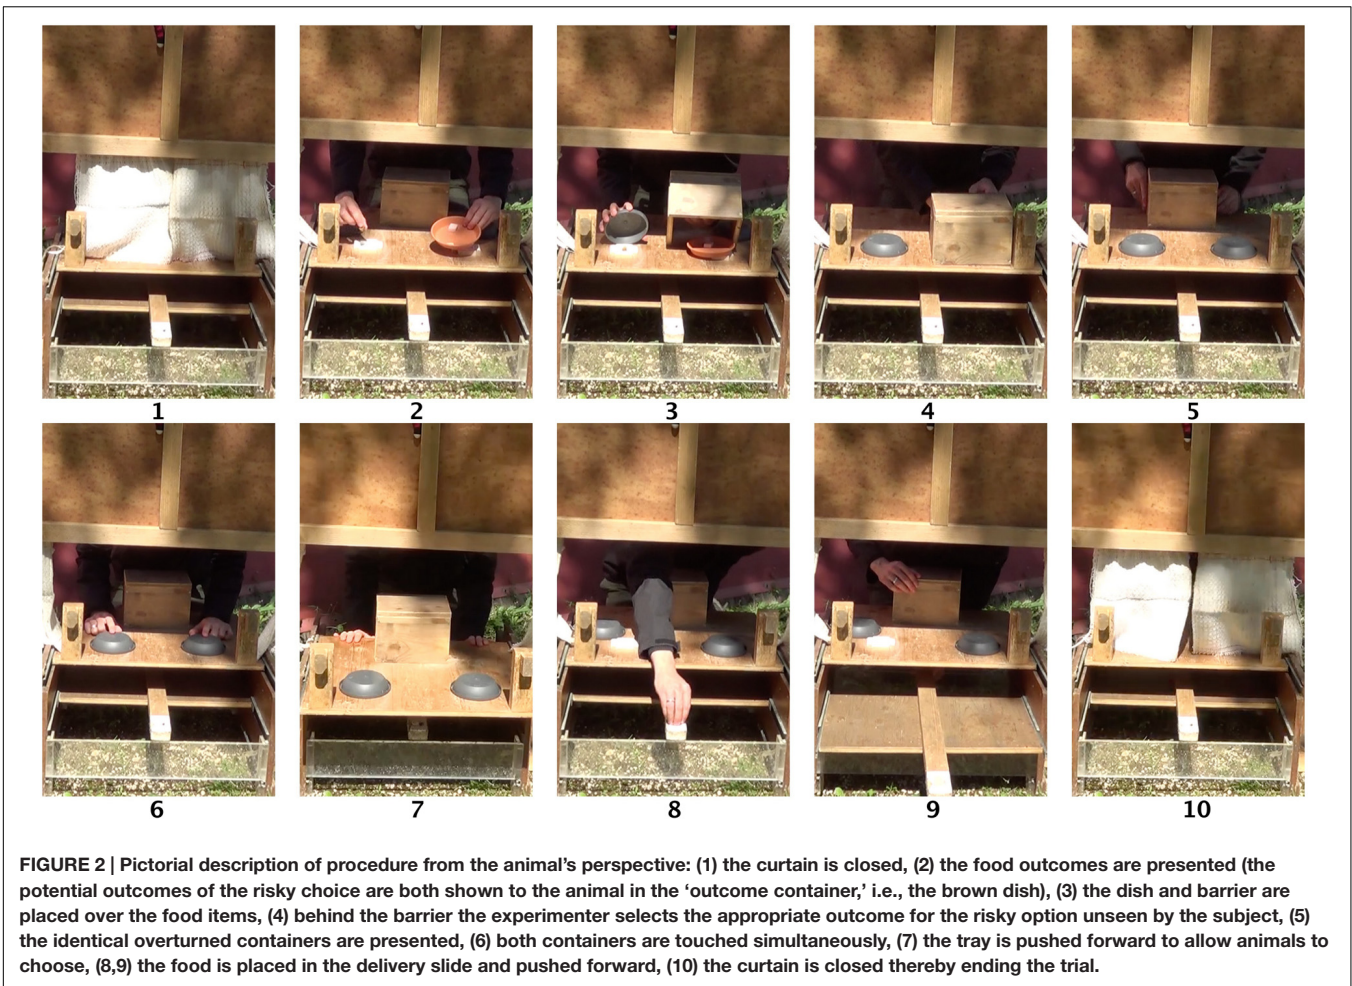 1
2
3
4
5
6
7
8
9
10
FIGURE 2 | Pictorial description of procedure from the animal’s perspective: (1) the curtain is closed, (2) the food outcomes are presented (the
potential outcomes of the risky choice are both shown to the animal in the ‘outcome container,’ i.e., the brown dish), (3) the dish and barrier are
placed over the food items, (4) behind the barrier the experimenter selects the appropriate outcome for the risky option unseen by the subject, (5)
the identical overturned containers are presented, (6) both containers are touched simultaneously, (7) the tray is pushed forward to allow animals to
choose, (8,9) the food is placed in the delivery slide and pushed forward, (10) the curtain is closed thereby ending the trial.